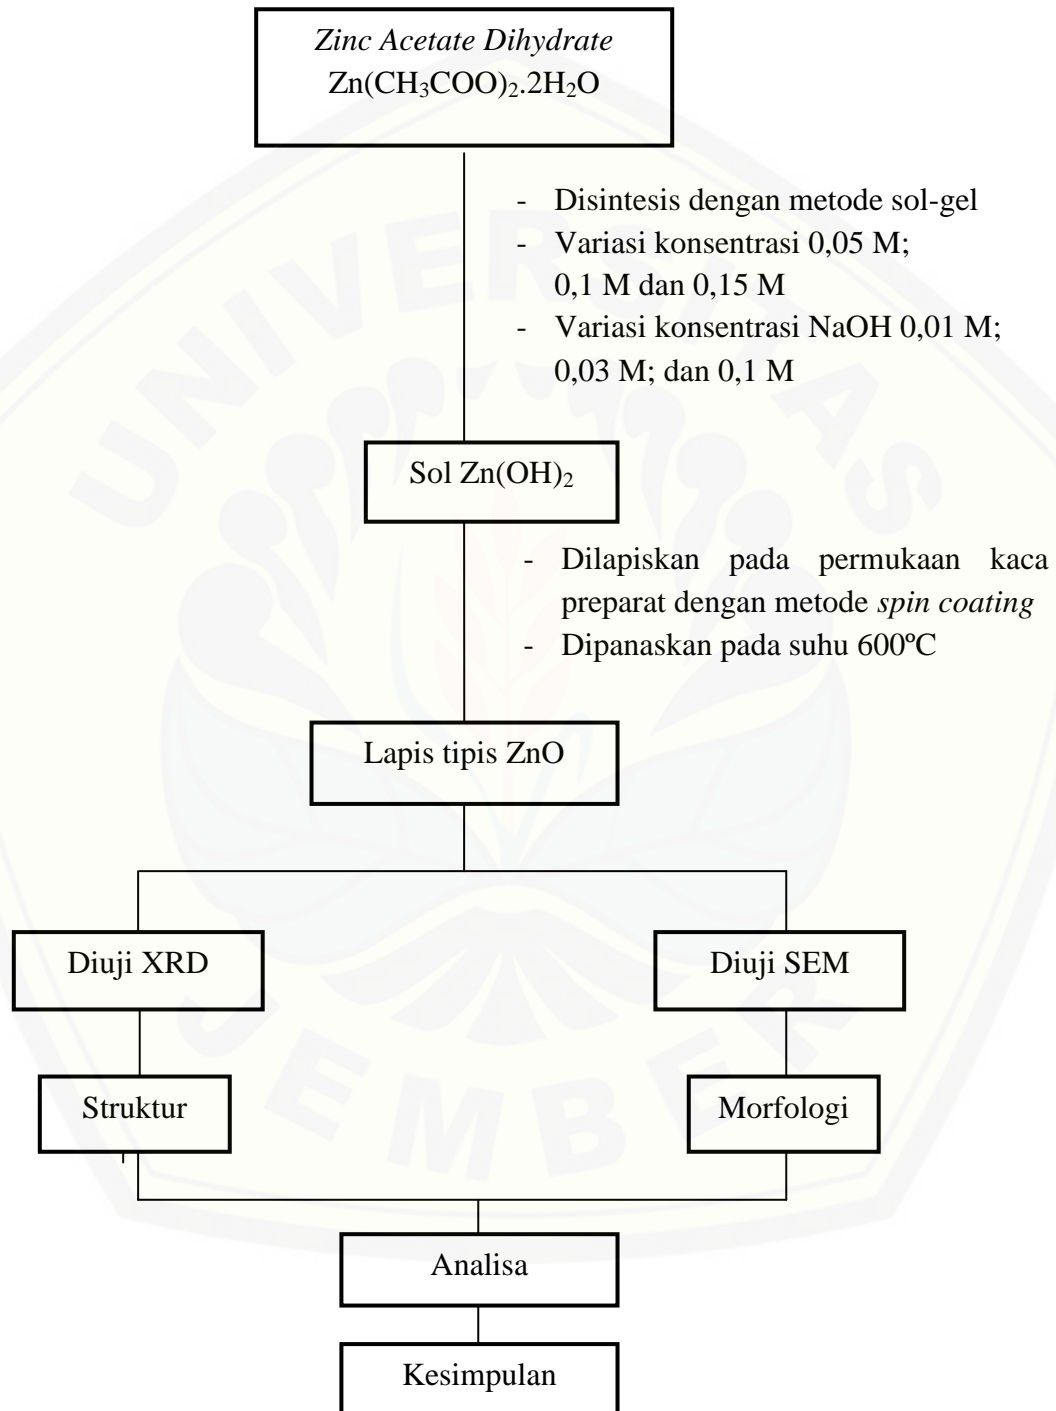 Zinc Acetate Dihydrate
Zn(CH₃COO)₂.2H₂O
- Disintesis dengan metode sol-gel
- Variasi konsentrasi 0,05 M;
0,1 M dan 0,15 M
- Variasi konsentrasi NaOH 0,01 M;
0,03 M; dan 0,1 M
Sol Zn(OH)₂
- Dilapiskan pada permukaan kaca
preparat dengan metode spin coating
- Dipanaskan pada suhu 600ºC
Lapis tipis ZnO
Diuji XRD
Diuji SEM
Struktur
Morfologi
Analisa
Kesimpulan
UNIVERSITAS
JEMBER